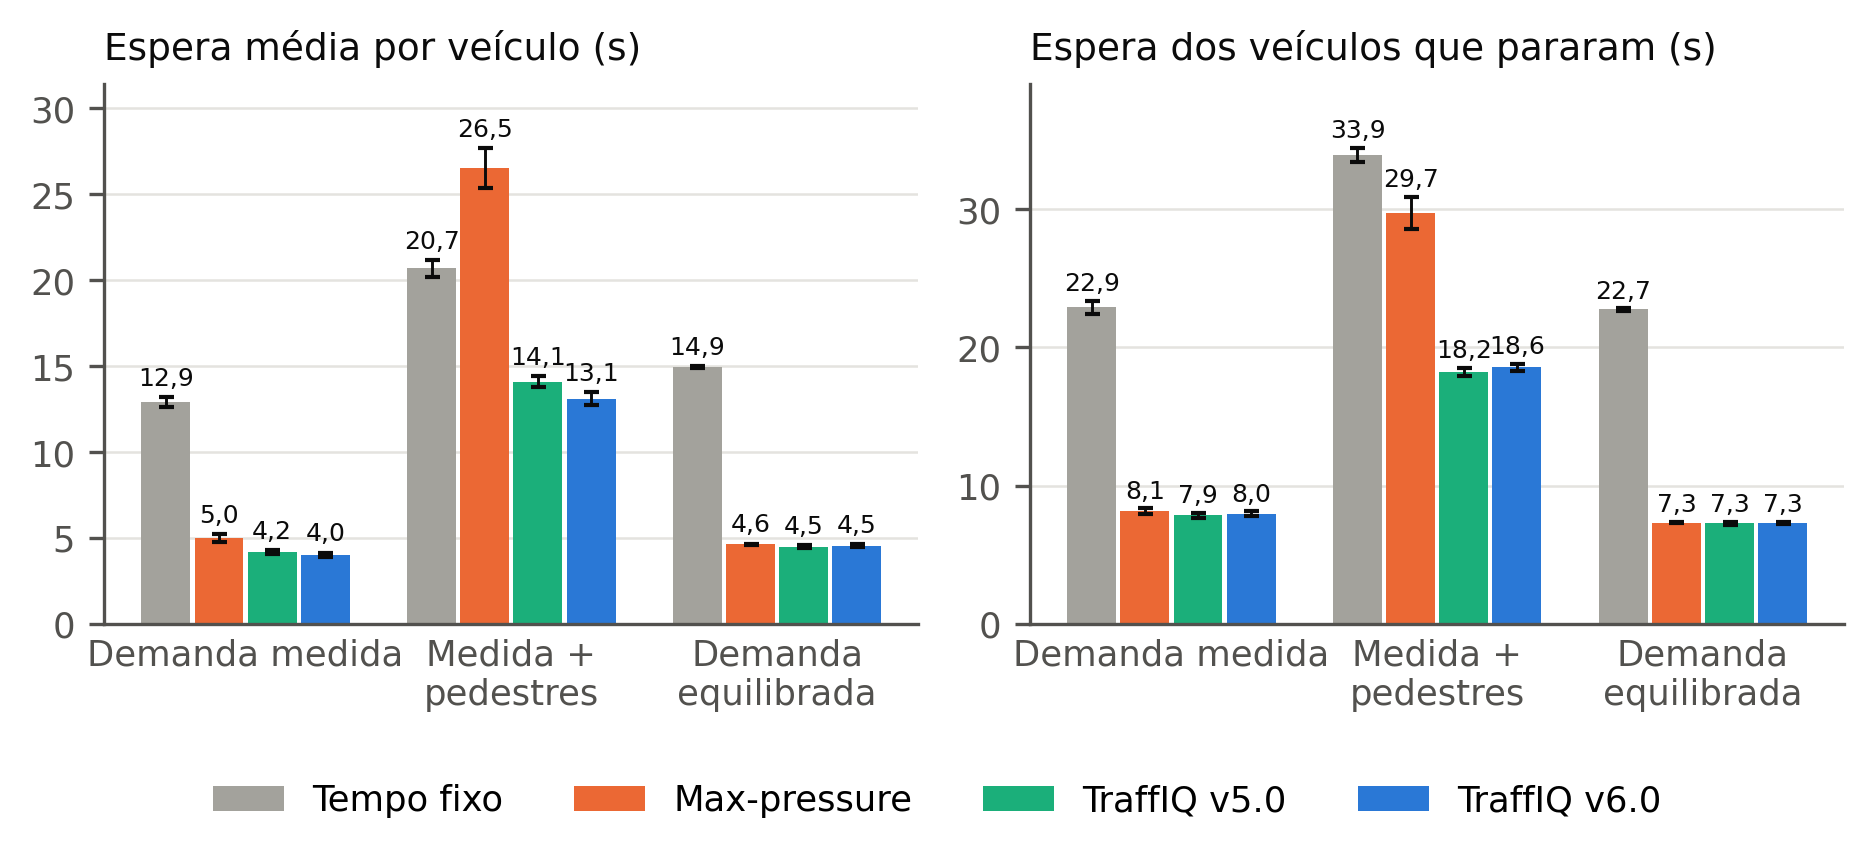 Espera média por veículo (s)
30
25
20
15
10
5
0
12,9
5,0
4,2
4,0
20,7
26,5
14,1
13,1
14,9
4,6
4,5
4,5
Demanda medida
Medida +
pedestres
Demanda
equilibrada
Espera dos veículos que pararam (s)
30
20
10
0
22,9
8,1
7,9
8,0
33,9
29,7
18,2
18,6
22,7
7,3
7,3
7,3
Demanda medida
Medida +
pedestres
Demanda
equilibrada
Tempo fixo
Max-pressure
TraffIQ v5.0
TraffIQ v6.0